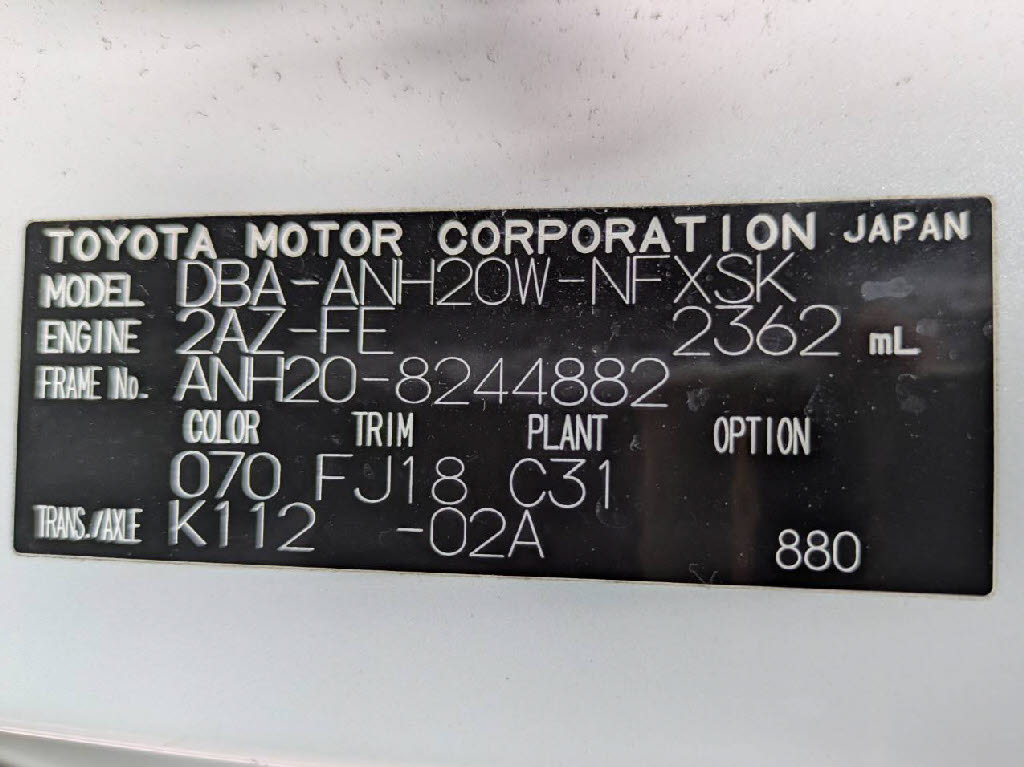 TOYOTA MOTOR CORPORATION JAPAN
MODEL DBA-ANH20W-NFXSK
ENGINE 2AZ-FE 2362 mL
FRAME No. ANH20-8244882
COLOR TRIM PLANT OPTION
070 FJ18 C31
TRANS./AXLE K112 -02A 880